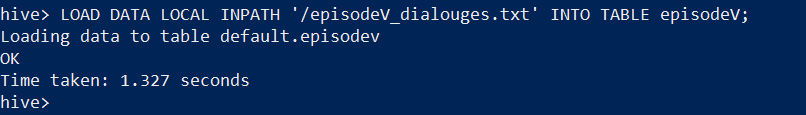 hive> LOAD DATA LOCAL INPATH '/episodeV_dialouges.txt' INTO TABLE episodeV;
Loading data to table default.episodev
OK
Time taken: 1.327 seconds
hive>